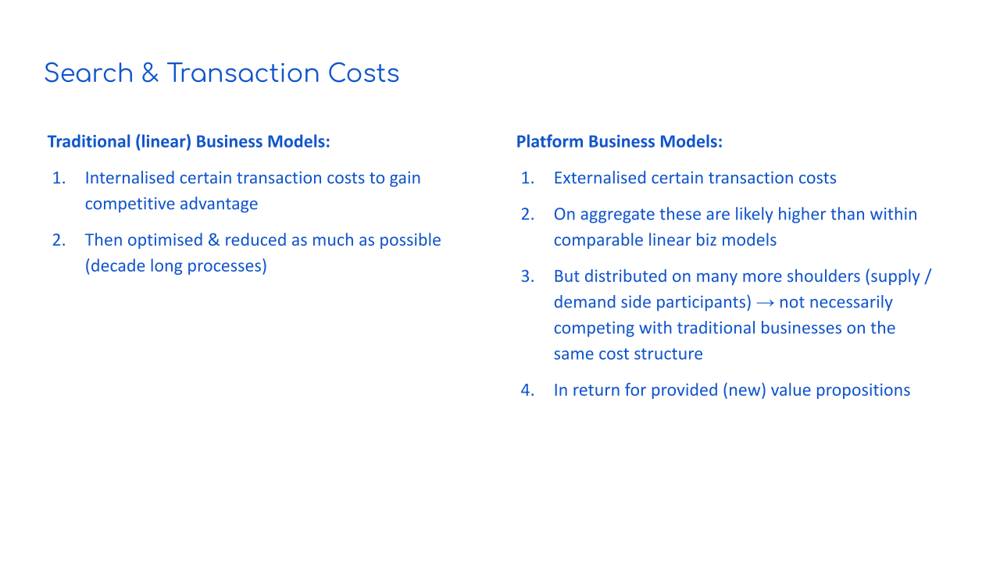 Search & Transaction Costs
Traditional (linear) Business Models:
1. Internalised certain transaction costs to gain
competitive advantage
2. Then optimised & reduced as much as possible
(decade long processes)
Platform Business Models:
1. Externalised certain transaction costs
2. On aggregate these are likely higher than within
comparable linear biz models
3. But distributed on many more shoulders (supply /
demand side participants) → not necessarily
competing with traditional businesses on the
same cost structure
4. In return for provided (new) value propositions